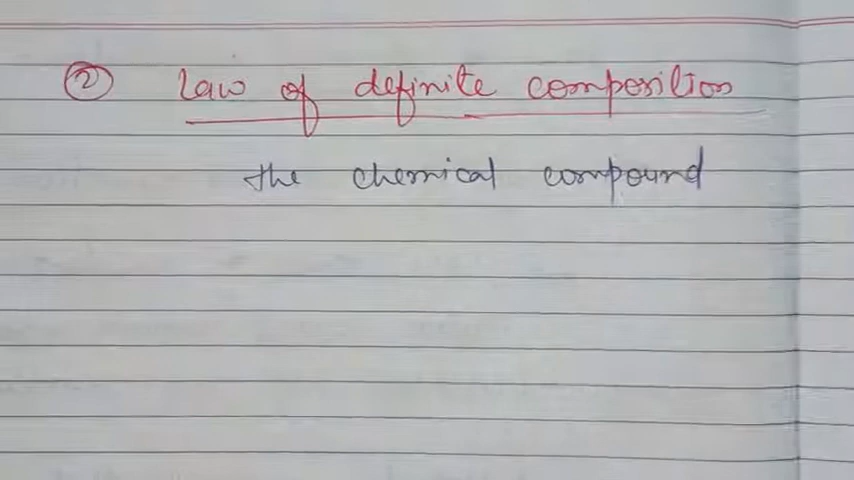 ② Law of definite composition
the chemical compound